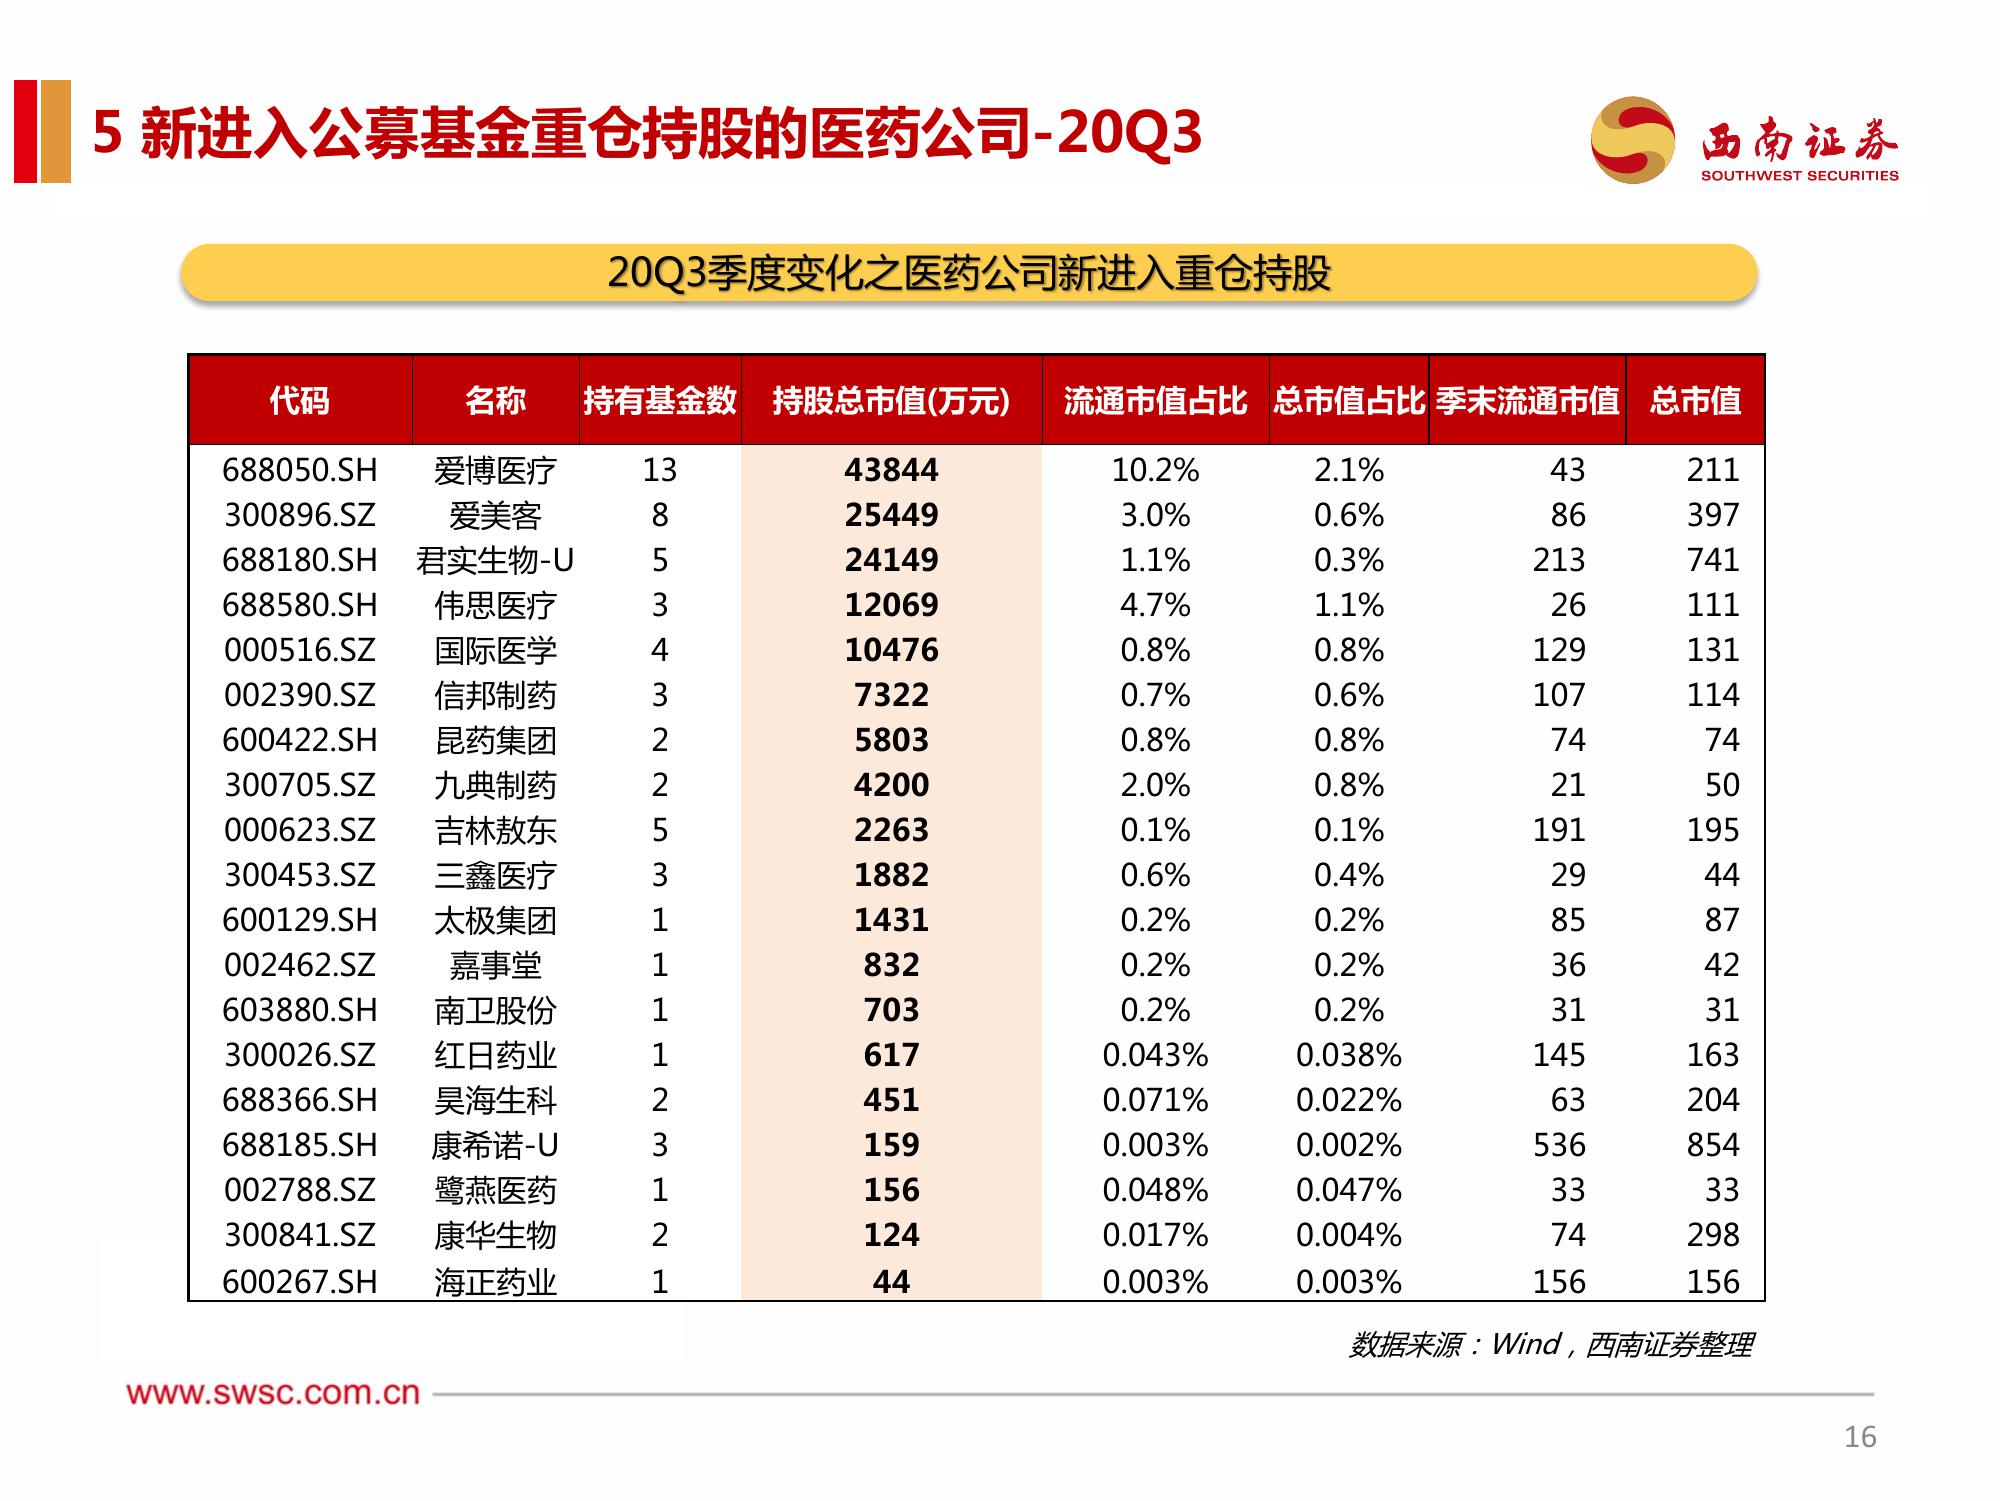 5 新进入公募基金重仓持股的医药公司-20Q3
西南证券
SOUTHWEST SECURITIES
20Q3季度变化之医药公司新进入重仓持股
代码 名称 持有基金数 持股总市值(万元) 流通市值占比 总市值占比 季末流通市值 总市值
688050.SH 爱博医疗 13 43844 10.2% 2.1% 43 211
300896.SZ 爱美客 8 25449 3.0% 0.6% 86 397
688180.SH 君实生物-U 5 24149 1.1% 0.3% 213 741
688580.SH 伟思医疗 3 12069 4.7% 1.1% 26 111
000516.SZ 国际医学 4 10476 0.8% 0.8% 129 131
002390.SZ 信邦制药 3 7322 0.7% 0.6% 107 114
600422.SH 昆药集团 2 5803 0.8% 0.8% 74 74
300705.SZ 九典制药 2 4200 2.0% 0.8% 21 50
000623.SZ 吉林敖东 5 2263 0.1% 0.1% 191 195
300453.SZ 三鑫医疗 3 1882 0.6% 0.4% 29 44
600129.SH 太极集团 1 1431 0.2% 0.2% 85 87
002462.SZ 嘉事堂 1 832 0.2% 0.2% 36 42
603880.SH 南卫股份 1 703 0.2% 0.2% 31 31
300026.SZ 红日药业 1 617 0.043% 0.038% 145 163
688366.SH 昊海生科 2 451 0.071% 0.022% 63 204
688185.SH 康希诺-U 3 159 0.003% 0.002% 536 854
002788.SZ 鹭燕医药 1 156 0.048% 0.047% 33 33
300841.SZ 康华生物 2 124 0.017% 0.004% 74 298
600267.SH 海正药业 1 44 0.003% 0.003% 156 156
数据来源：Wind，西南证券整理
www.swsc.com.cn
16